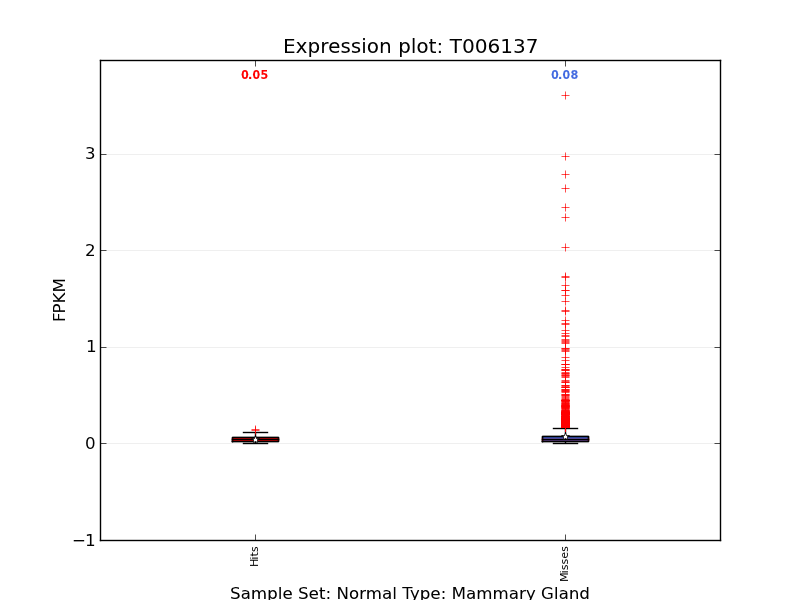 Expression plot: T006137
0.05
0.08
3
2
1
0
−1
FPKM
Hits
Misses
Sample Set: Normal Type: Mammary Gland